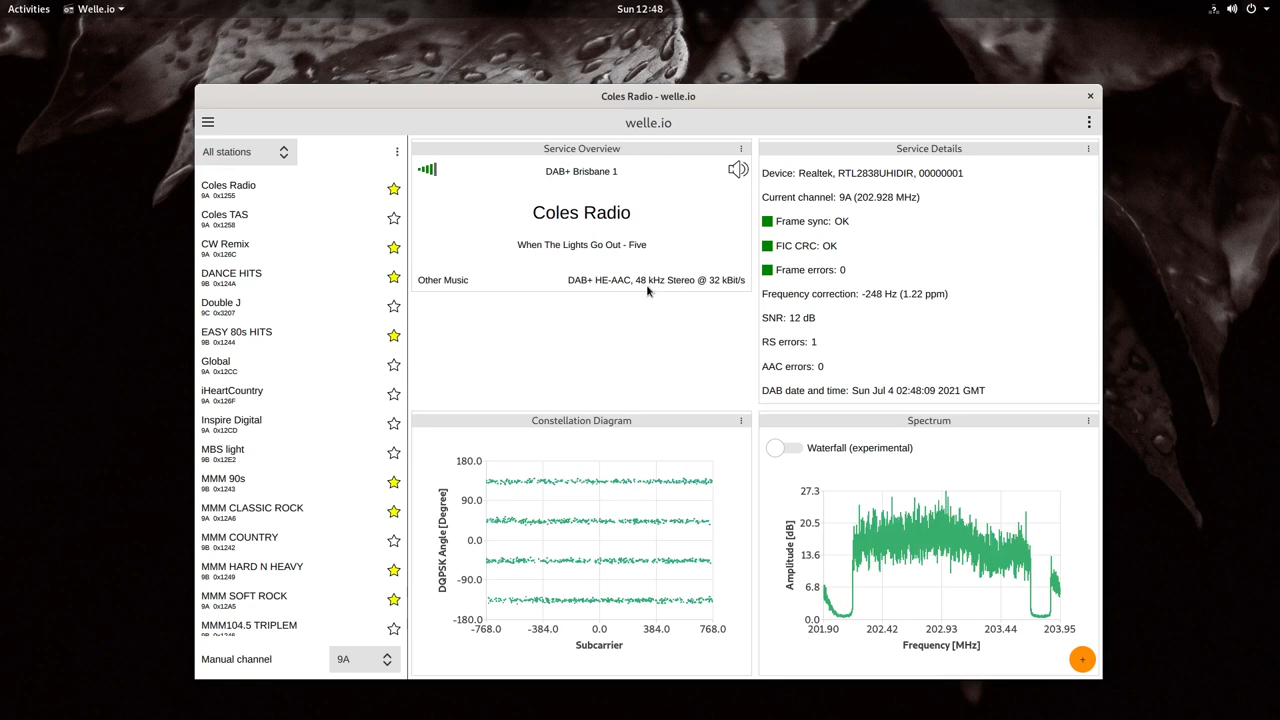 Activities
Welle.io
Sun 12:48
Coles Radio - welle.io
×
welle.io
All stations
Coles Radio
9A 0x1255
Coles TAS
9A 0x1258
CW Remix
9A 0x126C
DANCE HITS
9B 0x124A
Double J
9C 0x3207
EASY 80s HITS
9B 0x1244
Global
9A 0x12CC
iHeartCountry
9A 0x126F
Inspire Digital
9A 0x12CD
MBS light
9B 0x12E2
MMM 90s
9B 0x1243
MMM CLASSIC ROCK
9A 0x12A6
MMM COUNTRY
9B 0x1242
MMM HARD N HEAVY
9B 0x1249
MMM SOFT ROCK
9A 0x12A5
MMM104.5 TRIPLEM
Manual channel
9A
Service Overview
DAB+ Brisbane 1
Coles Radio
When The Lights Go Out - Five
Other Music
DAB+ HE-AAC, 48 kHz Stereo @ 32 kBit/s
Service Details
Device: Realtek, RTL2838UHIDIR, 00000001
Current channel: 9A (202.928 MHz)
Frame sync: OK
FIC CRC: OK
Frame errors: 0
Frequency correction: -248 Hz (1.22 ppm)
SNR: 12 dB
RS errors: 1
AAC errors: 0
DAB date and time: Sun Jul 4 02:48:09 2021 GMT
Constellation Diagram
DQPSK Angle [Degree]
180.0
90.0
0.0
-90.0
-180.0
-768.0 -384.0 0.0 384.0 768.0
Subcarrier
Spectrum
Waterfall (experimental)
Amplitude [dB]
27.3
20.5
13.6
6.8
0.0
201.90 202.42 202.93 203.44 203.95
Frequency [MHz]
+